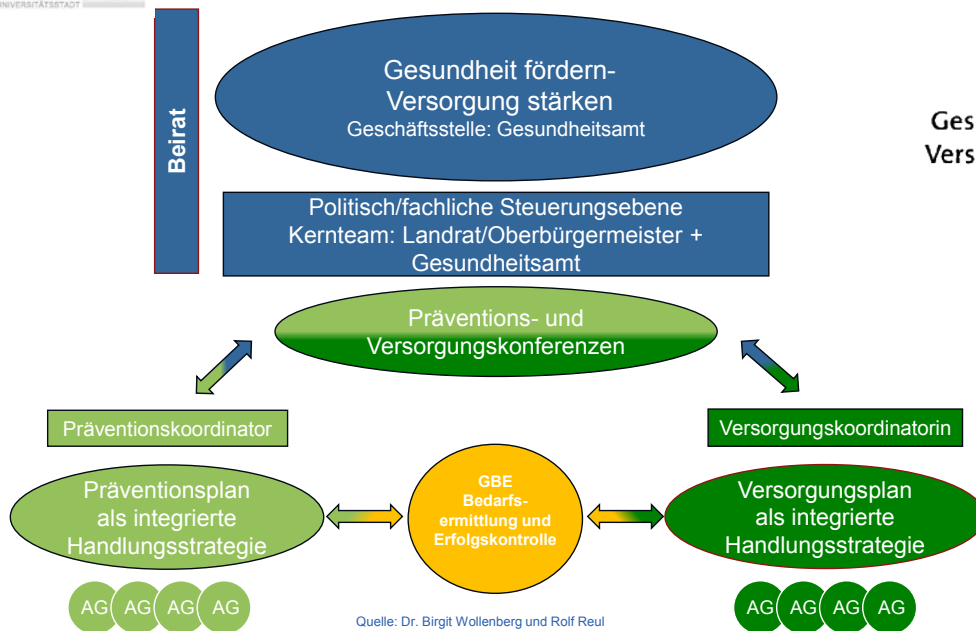 UNIVERSITÄTSSTADT
Beirat
Gesundheit fördern-
Versorgung stärken
Geschäftsstelle: Gesundheitsamt
Ges
Vers
Politisch/fachliche Steuerungsebene
Kernteam: Landrat/Oberbürgermeister +
Gesundheitsamt
Präventions- und
Versorgungskonferenzen
Präventionskoordinator
Versorgungskoordinatorin
Präventionsplan
als integrierte
Handlungsstrategie
GBE
Bedarfs-
ermittlung und
Erfolgskontrolle
Versorgungsplan
als integrierte
Handlungsstrategie
AG AG AG AG
AG AG AG AG
Quelle: Dr. Birgit Wollenberg und Rolf Reul